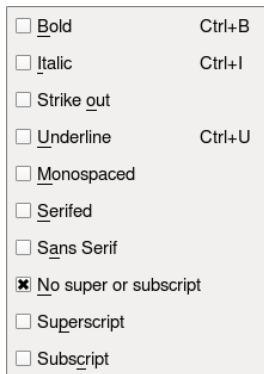 Bold Ctrl+B
Italic Ctrl+I
Strike out
Underline Ctrl+U
Monospaced
Serifed
Sans Serif
No super or subscript
Superscript
Subscript